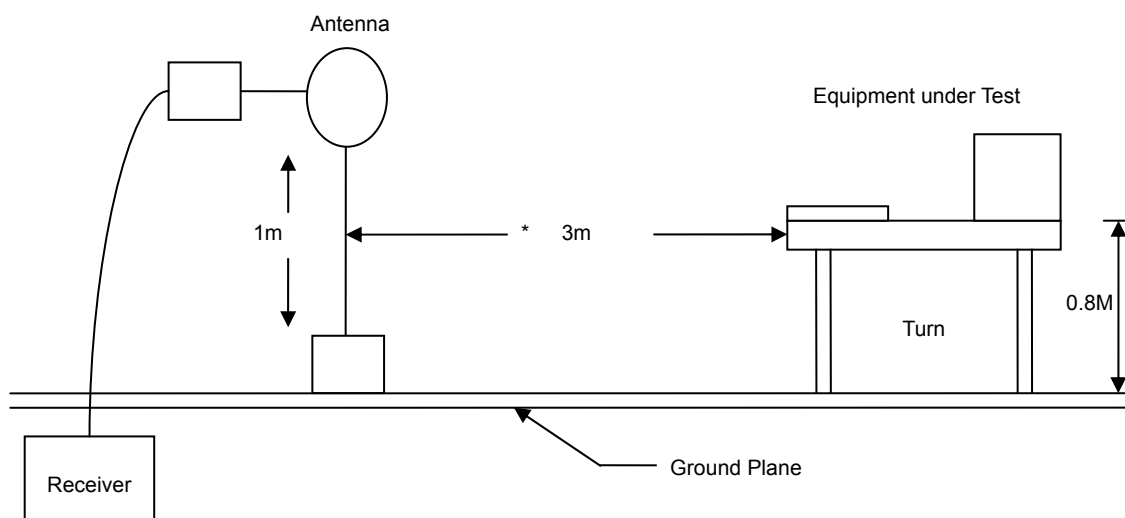 Antenna
Equipment under Test
1m
* 3m
0.8M
Turn
Ground Plane
Receiver